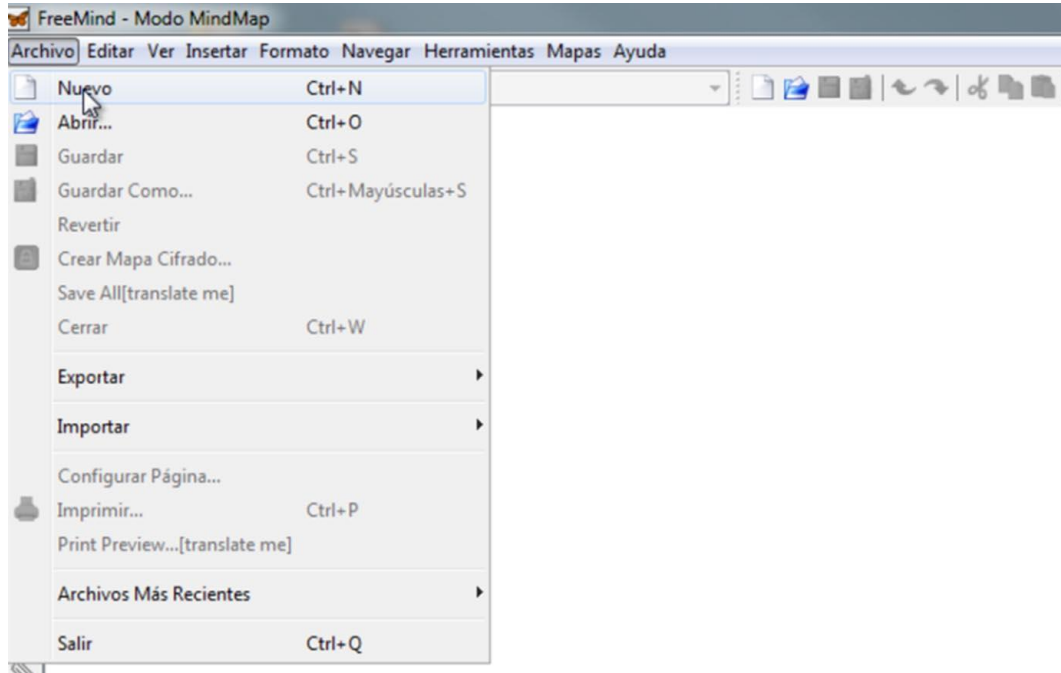 FreeMind - Modo MindMap
Archivo Editar Ver Insertar Formato Navegar Herramientas Mapas Ayuda
Nuevo Ctrl+N
Abrir... Ctrl+O
Guardar Ctrl+S
Guardar Como... Ctrl+Mayúsculas+S
Revertir
Crear Mapa Cifrado...
Save All[translate me]
Cerrar Ctrl+W
Exportar
Importar
Configurar Página...
Imprimir... Ctrl+P
Print Preview...[translate me]
Archivos Más Recientes
Salir Ctrl+Q